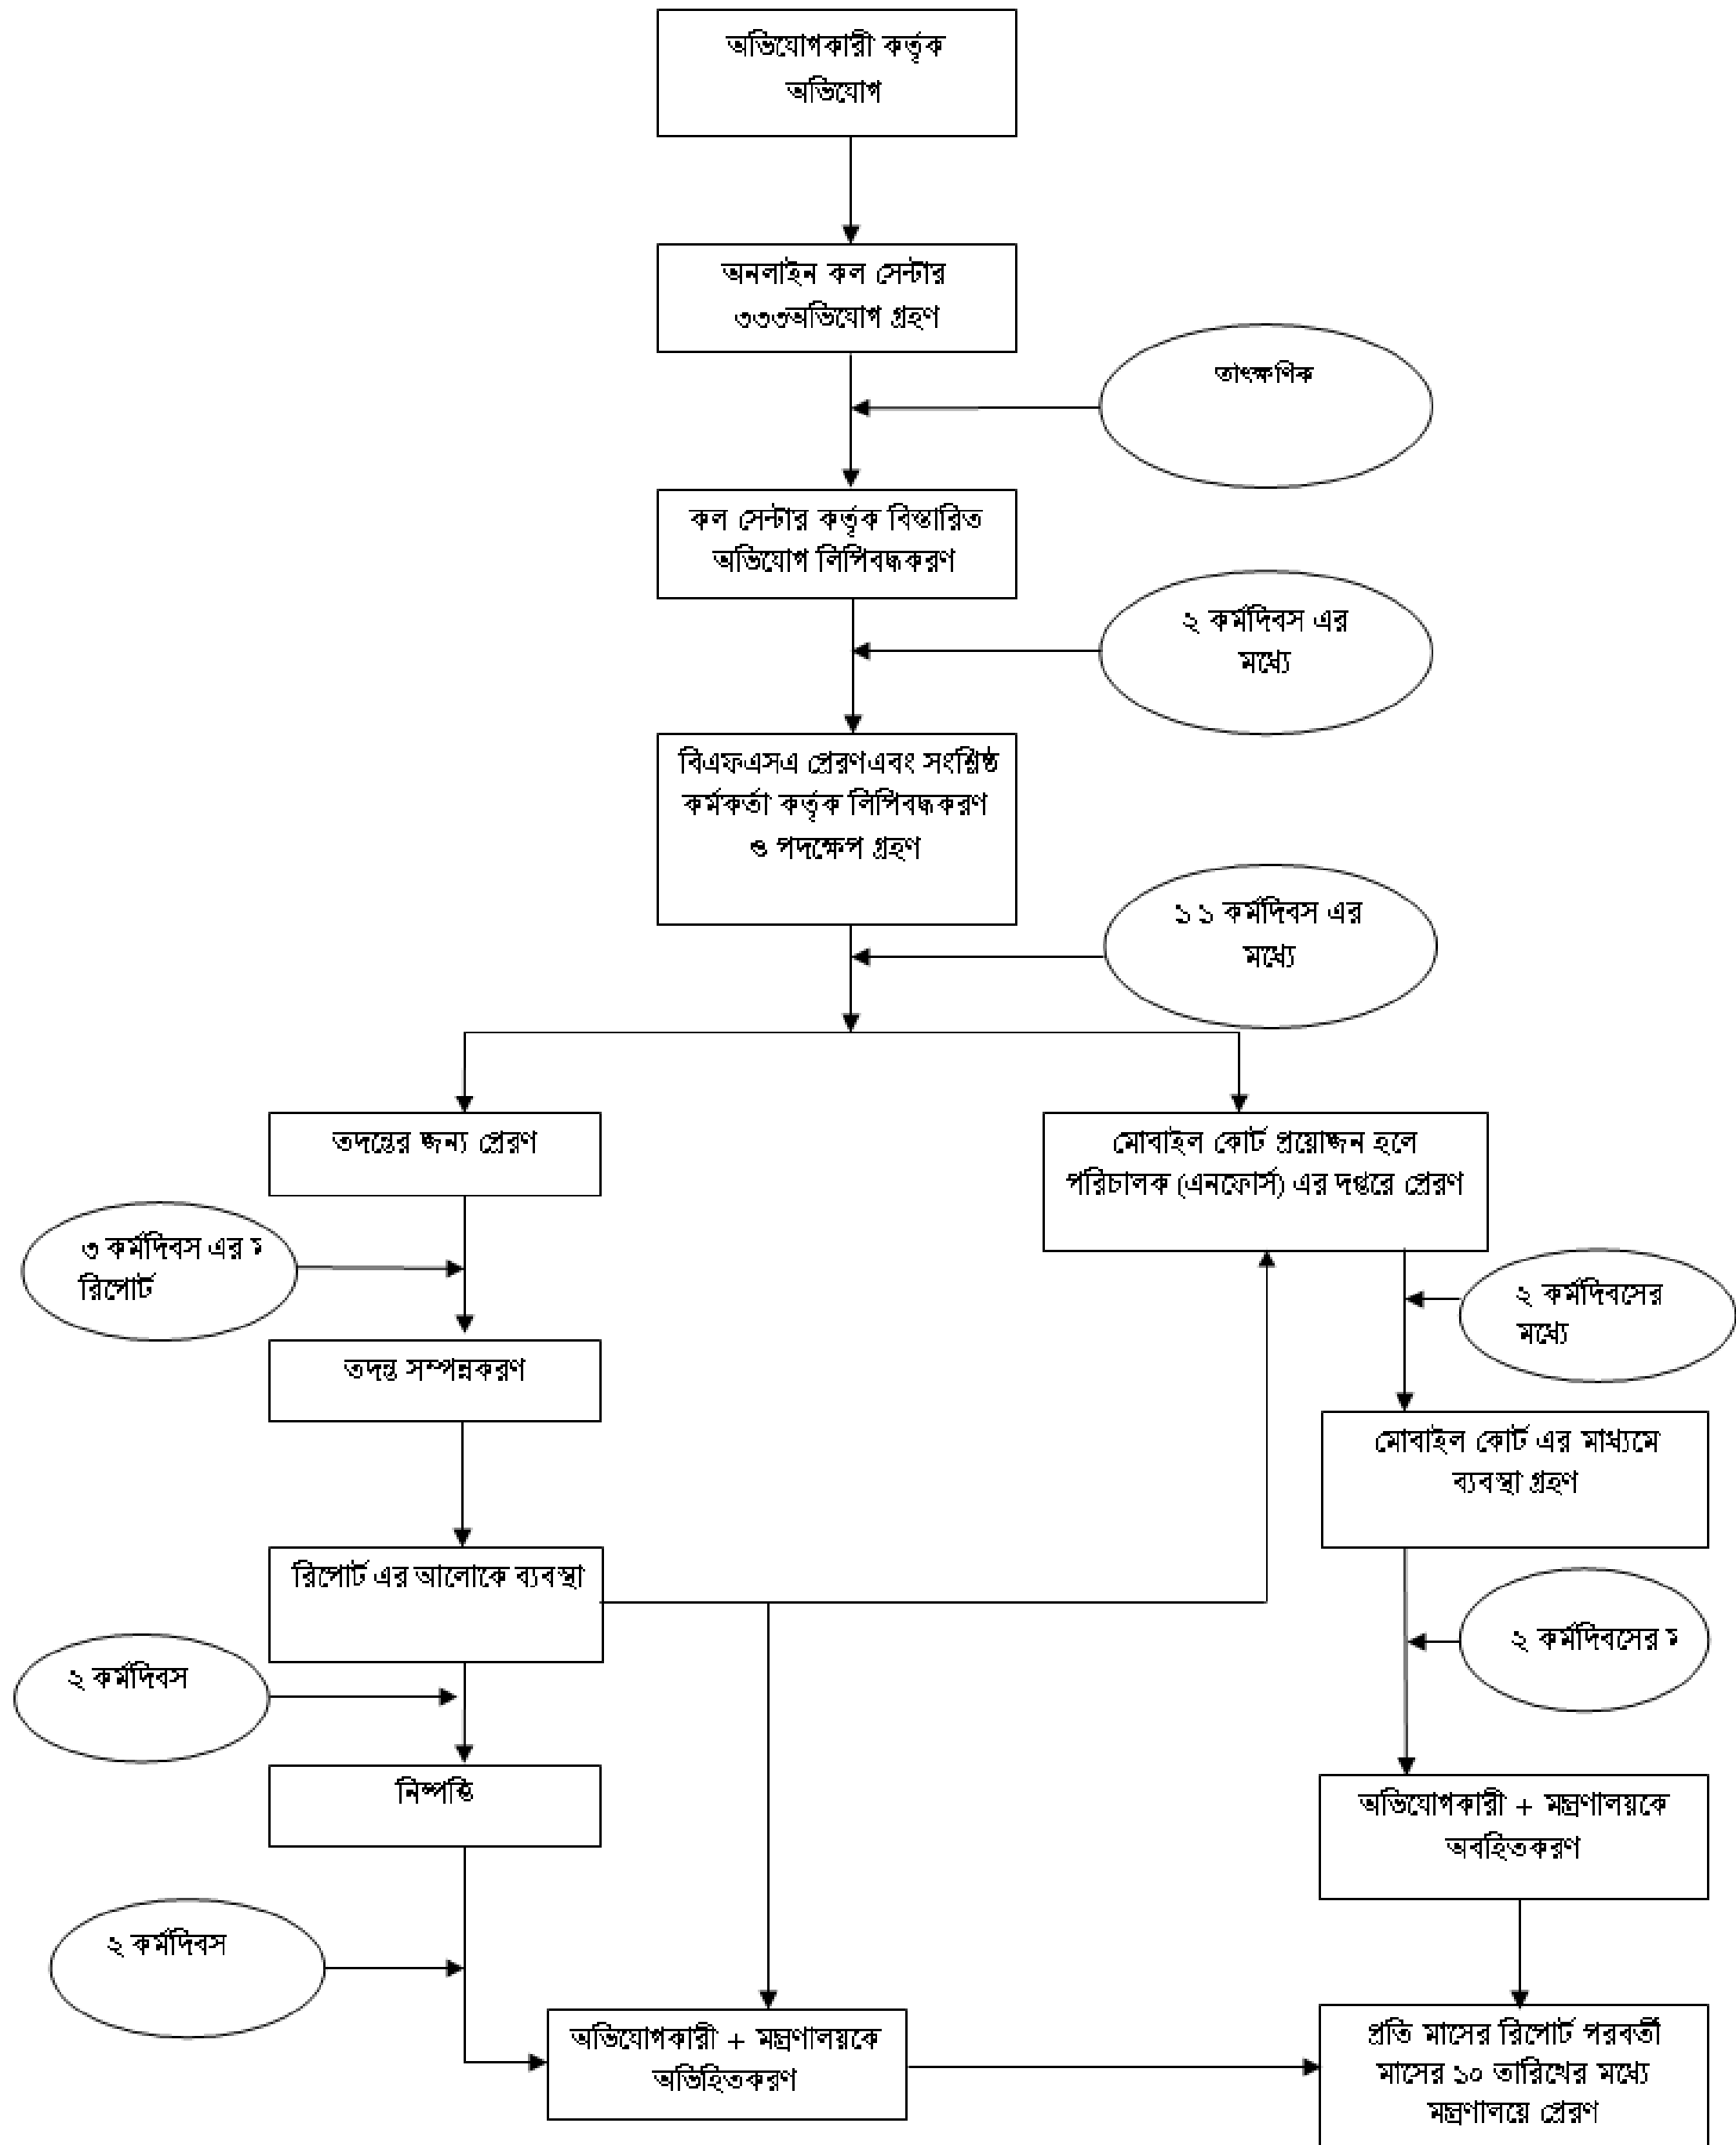 অভিযোগকারী কর্তৃক
অভিযোগ
অনলাইন কল সেন্টার
৩৩৩অভিযোগ গ্রহণ
তাৎক্ষণিক
কল সেন্টার কর্তৃক বিস্তারিত
অভিযোগ লিপিবদ্ধকরণ
২ কর্মদিবস এর
মধ্যে
বিএফএসএ প্রেরণএবং সংশ্লিষ্ঠ
কর্মকর্তা কর্তৃক লিপিবদ্ধকরণ
ও পদক্ষেপ গ্রহণ
১১ কর্মদিবস এর
মধ্যে
তদন্তের জন্য প্রেরণ
মোবাইল কোর্ট প্রয়োজন হলে
পরিচালক (এনফোর্স) এর দপ্তরে প্রেরণ
৩ কর্মদিবস এর
রিপোর্ট
২ কর্মদিবসের
মধ্যে
তদন্ত সম্পন্নকরণ
মোবাইল কোর্ট এর মাধ্যমে
ব্যবস্থা গ্রহণ
রিপোর্ট এর আলোকে ব্যবস্থা
২ কর্মদিবসের
২ কর্মদিবস
নিষ্পত্তি
অভিযোগকারী + মন্ত্রণালয়কে
অবহিতকরণ
২ কর্মদিবস
অভিযোগকারী + মন্ত্রণালয়কে
অভিহিতকরণ
প্রতি মাসের রিপোর্ট পরবর্তী
মাসের ১০ তারিখের মধ্যে
মন্ত্রণালয়ে প্রেরণ